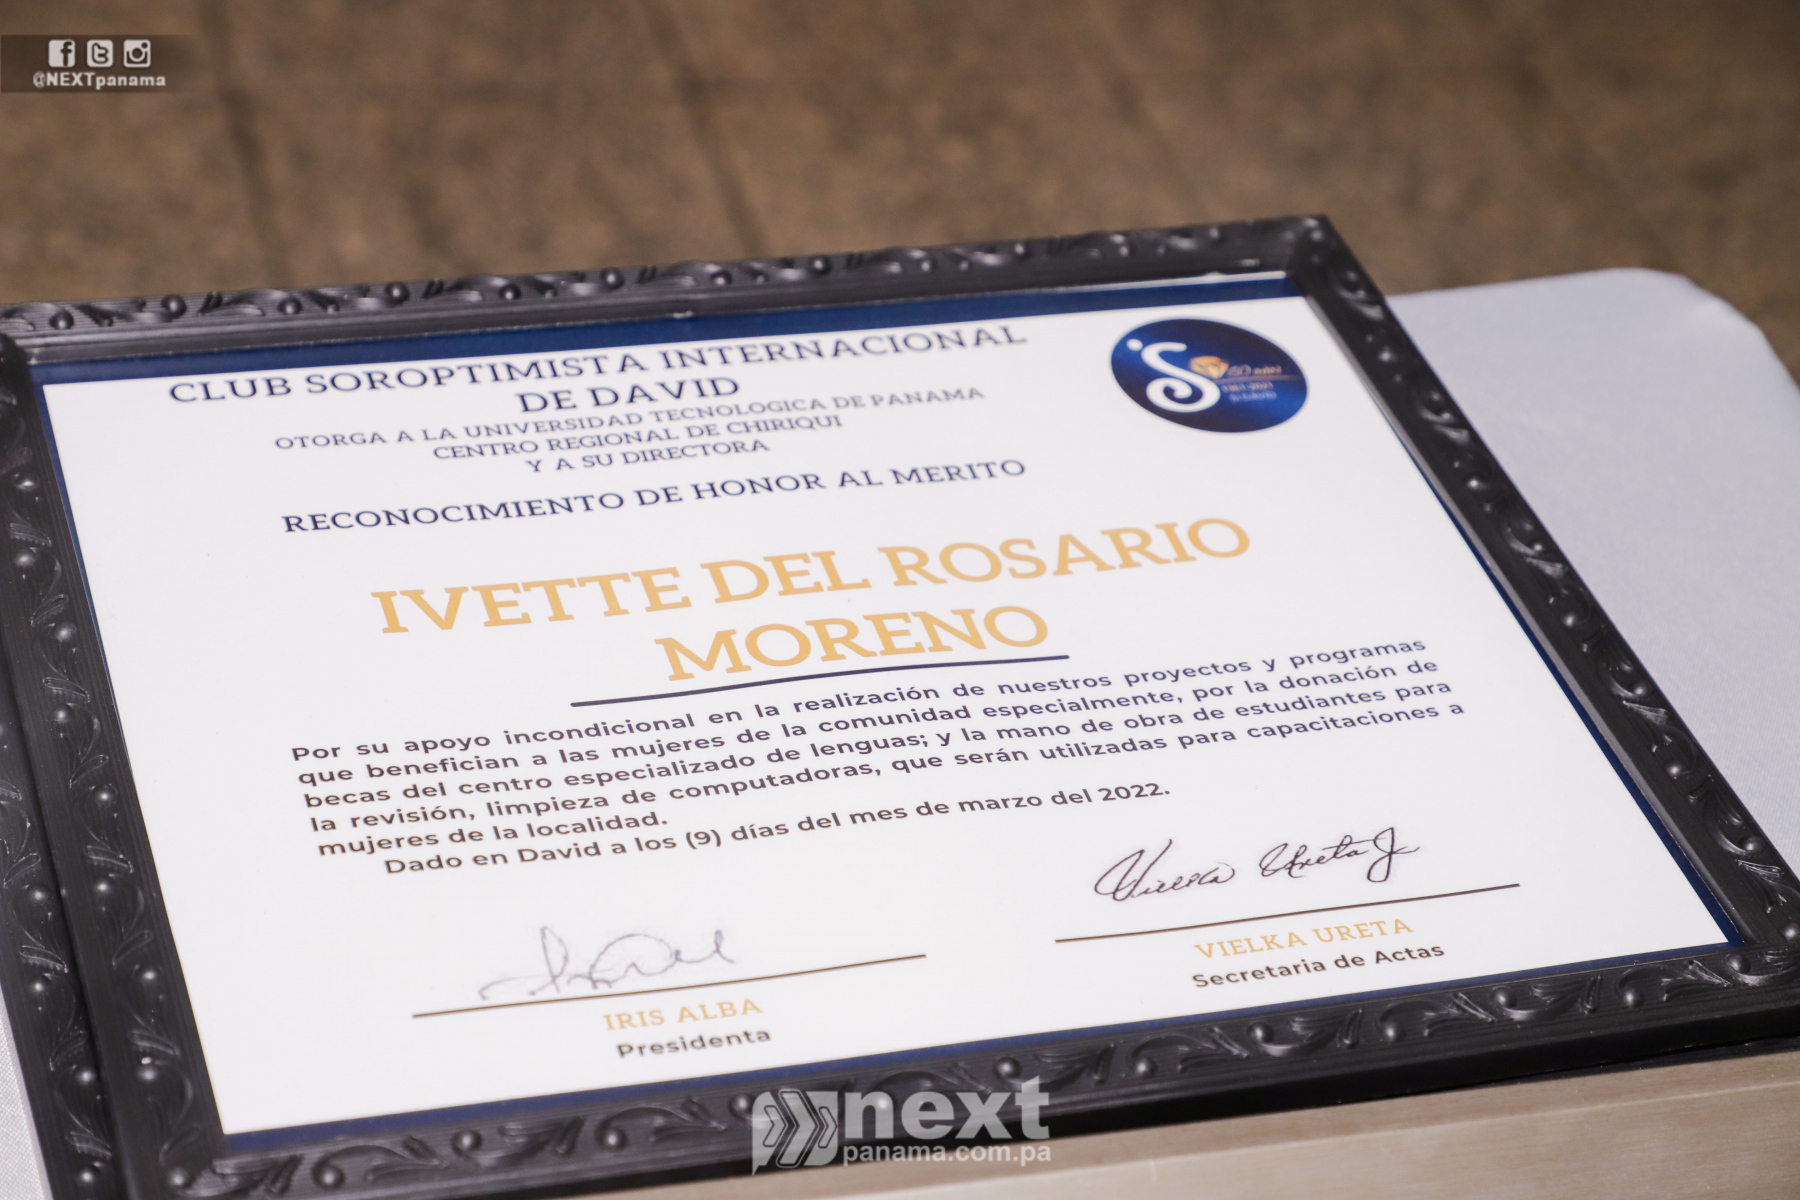 @NEXTpanama
CLUB SOROPTIMISTA INTERNACIONAL
DE DAVID
OTORGA A LA UNIVERSIDAD TECNOLOGICA DE PANAMA
CENTRO REGIONAL DE CHIRIQUI
Y A SU DIRECTORA
RECONOCIMIENTO DE HONOR AL MERITO
IVETTE DEL ROSARIO
MORENO
Por su apoyo incondicional en la realización de nuestros proyectos y programas
que benefician a las mujeres de la comunidad especialmente, por la donación de
becas del centro especializado de lenguas; y la mano de obra de estudiantes para
la revisión, limpieza de computadoras, que serán utilizadas para capacitaciones a
mujeres de la localidad.
Dado en David a los (9) días del mes de marzo del 2022.
Vielka Ureta J
IRIS ALBA
Presidenta
VIELKA URETA
Secretaria de Actas
next
panama.com.pa